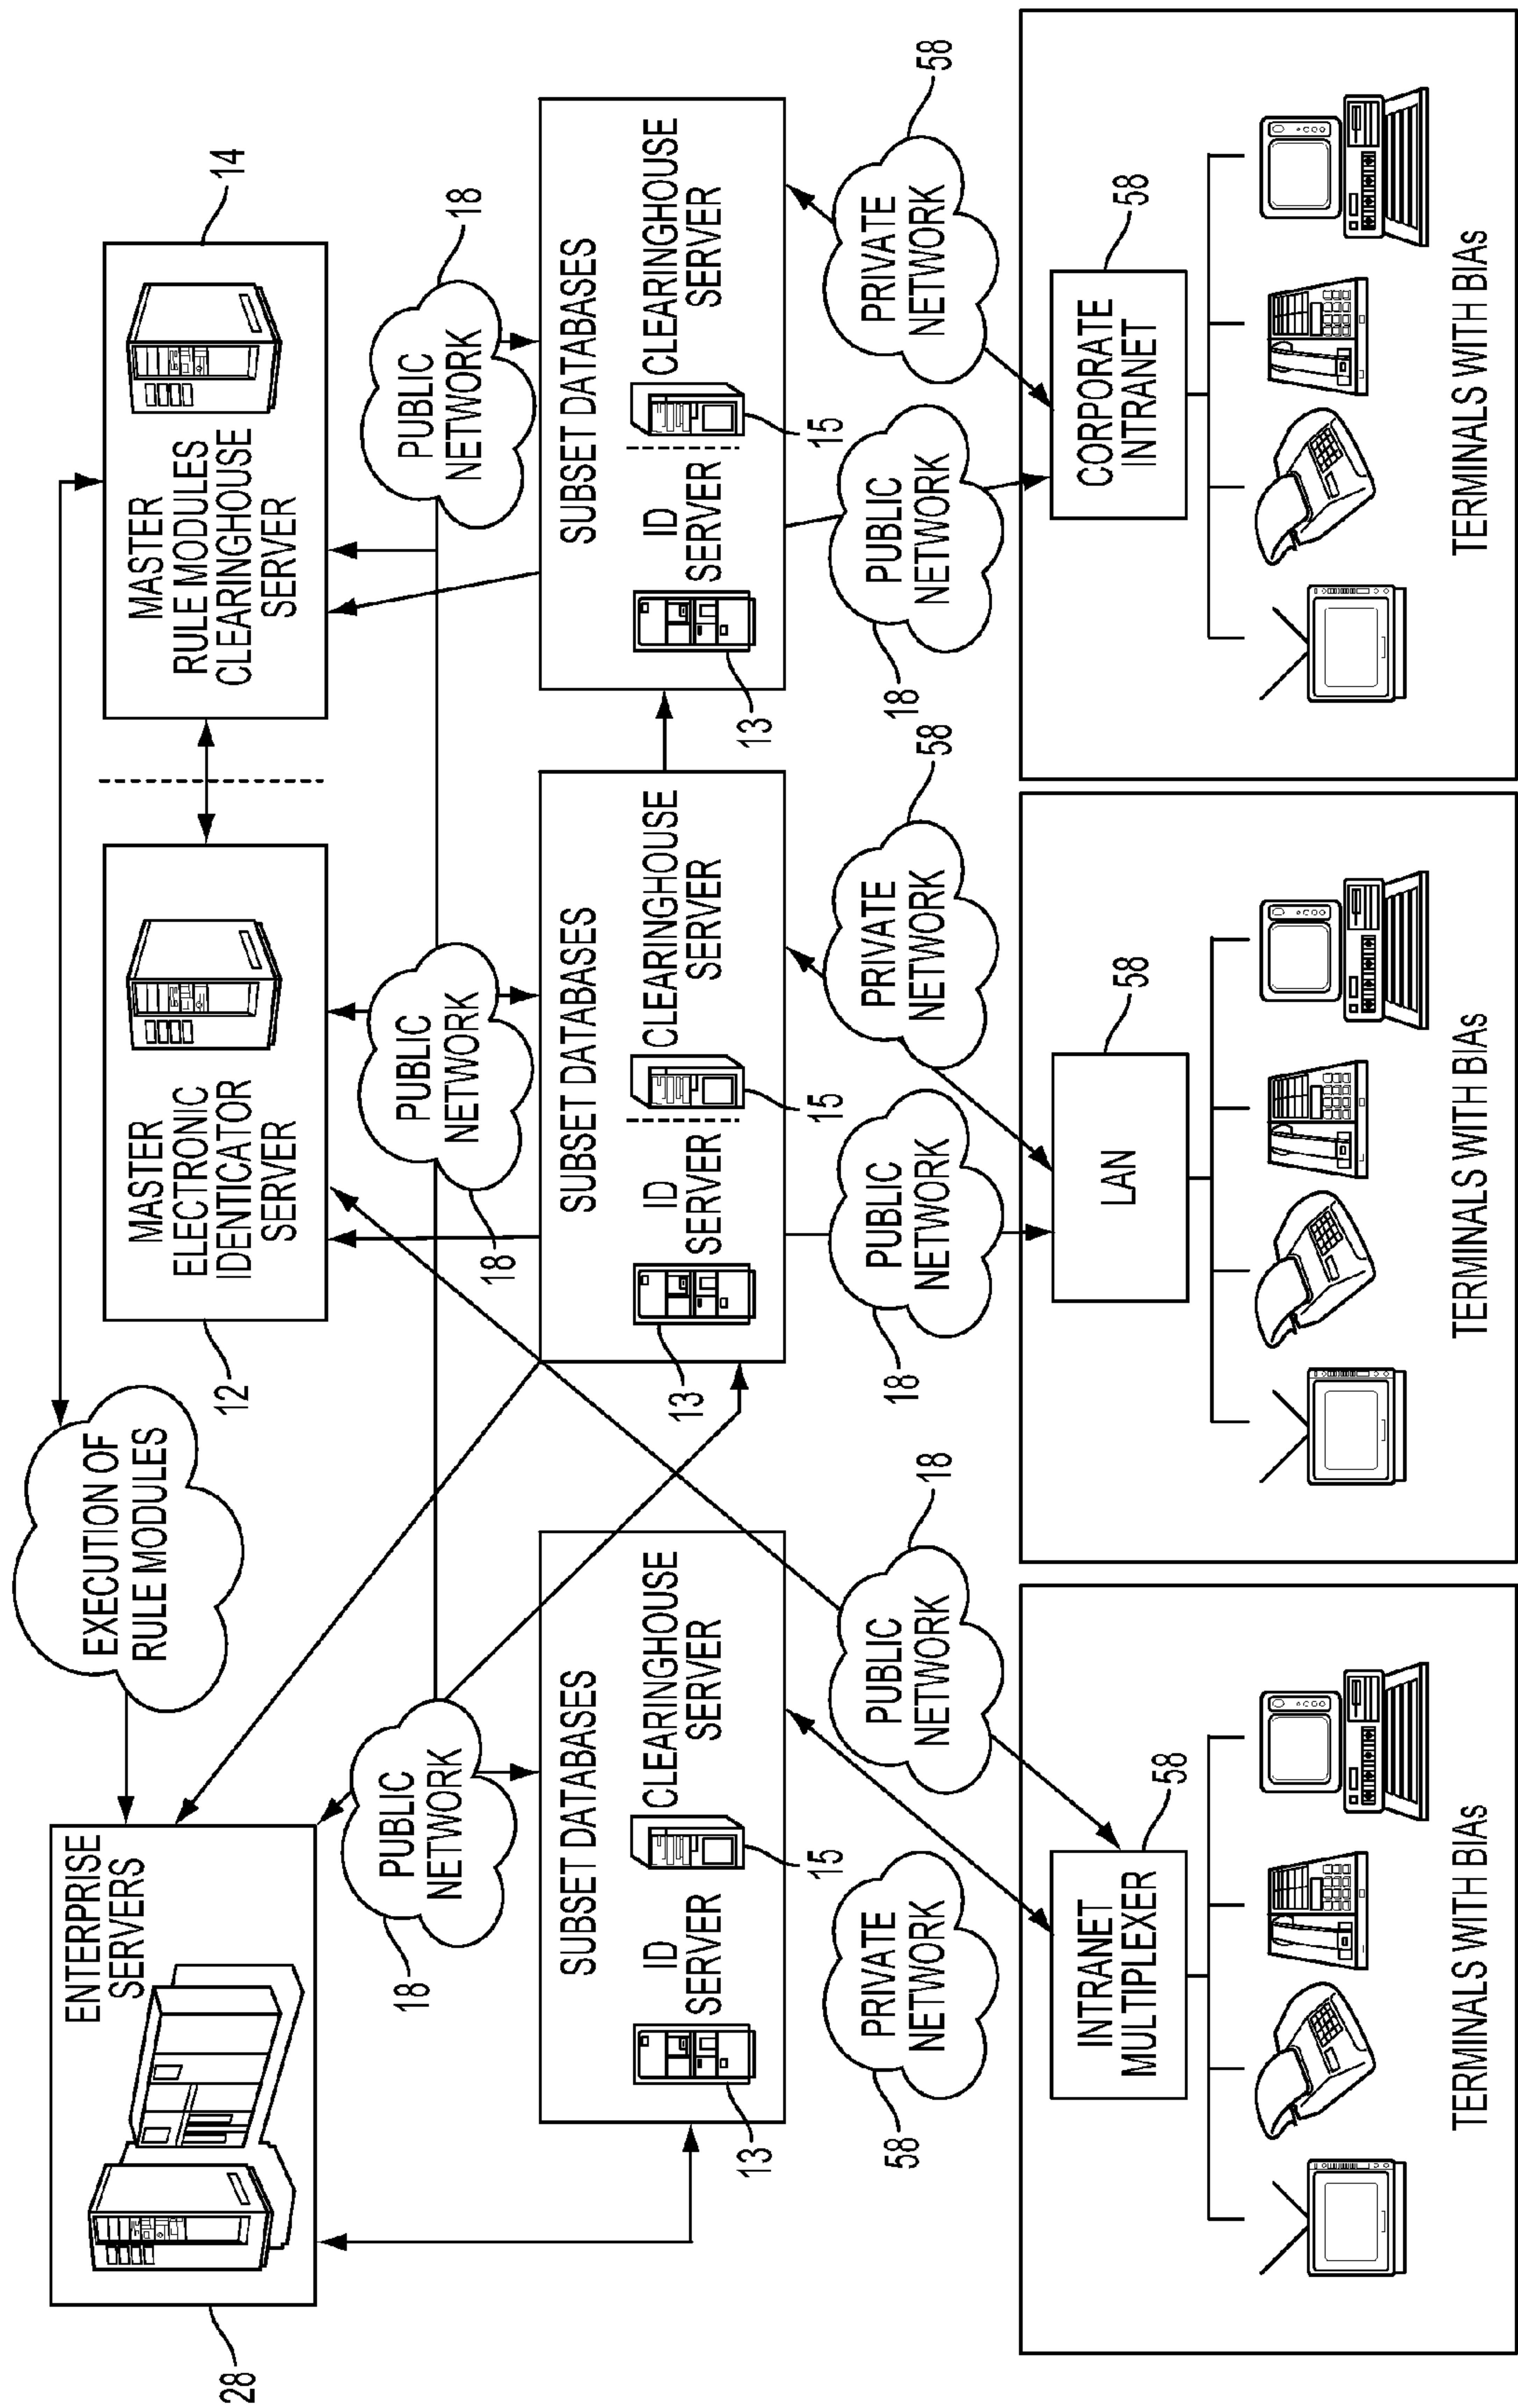 28
ENTERPRISE
SERVERS
EXECUTION OF
RULE MODULES
12
MASTER
ELECTRONIC
IDENTICATOR
SERVER
MASTER
RULE MODULES
CLEARINGHOUSE
SERVER
14
18
PUBLIC
NETWORK
18
PUBLIC
NETWORK
PUBLIC
NETWORK
18
SUBSET DATABASES
ID
SERVER
CLEARINGHOUSE
SERVER
13
15
SUBSET DATABASES
ID
SERVER
CLEARINGHOUSE
SERVER
13
15
SUBSET DATABASES
ID
SERVER
CLEARINGHOUSE
SERVER
13
15
58
PRIVATE
NETWORK
PUBLIC
NETWORK
18
18
PUBLIC
NETWORK
PRIVATE
NETWORK
58
18
PUBLIC
NETWORK
PRIVATE
NETWORK
58
INTRANET
MULTIPLEXER
58
LAN
58
CORPORATE
INTRANET
58
TERMINALS WITH BIAs
TERMINALS WITH BIAs
TERMINALS WITH BIAs